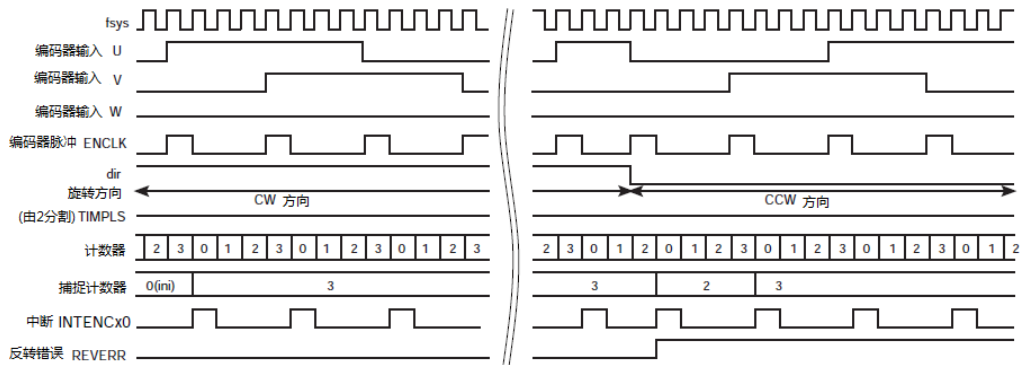 fsys
编码器输入 U
编码器输入 V
编码器输入 W
编码器脉冲 ENCLK
dir
旋转方向 CW 方向 CCW 方向
(由2分割) TIMPLS
计数器 2 3 0 1 2 3 0 1 2 3 0 1 2 3 2 3 0 1 2 0 1 2 3 0 1 2 3 0 1 2 3 0 1 2
捕捉计数器 0(ini) 3 3 2 3
中断 INTENCx0
反转错误 REVERR